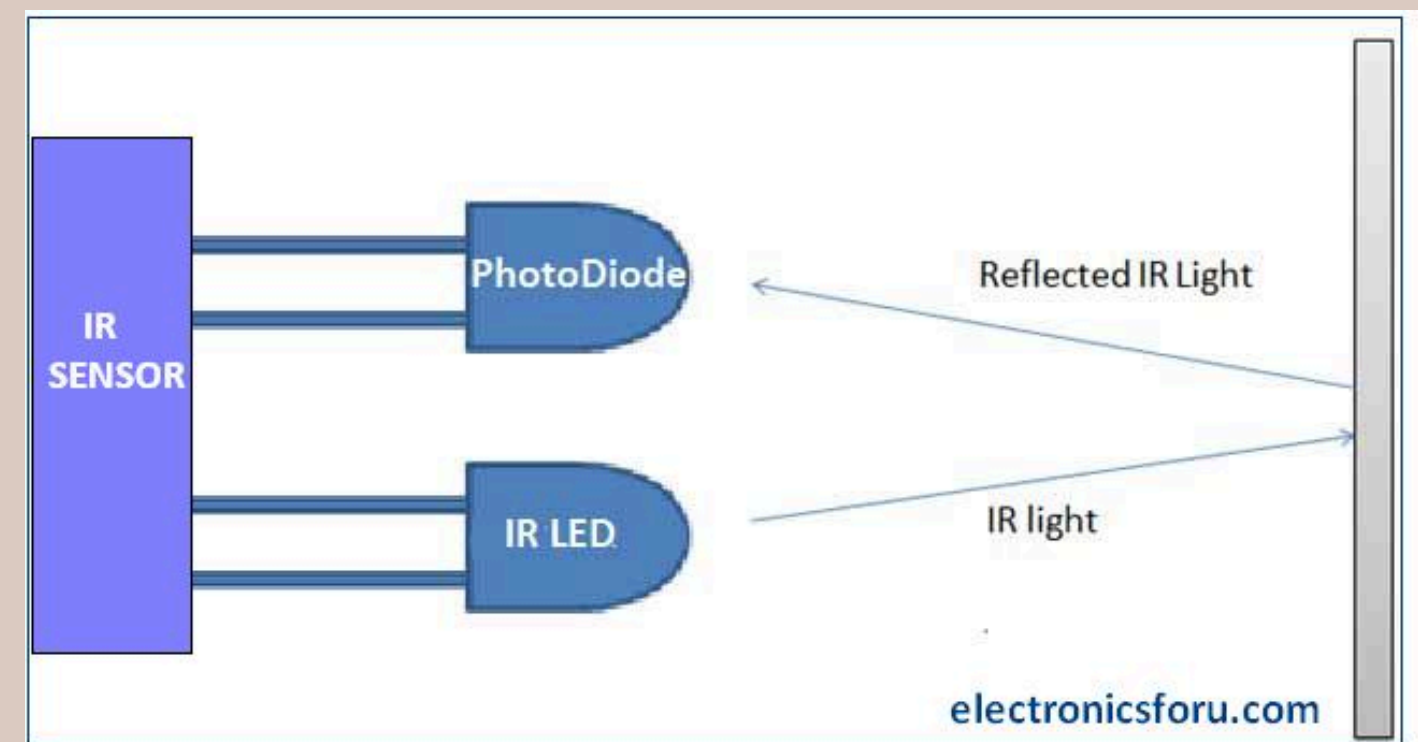 PhotoDiode
Reflected IR Light
IR
SENSOR
IR LED
IR light
electronicsforu.com